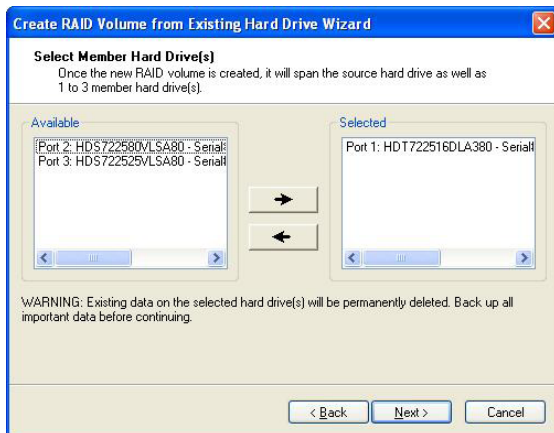 Create RAID Volume from Existing Hard Drive Wizard
Select Member Hard Drive(s)
Once the new RAID volume is created, it will span the source hard drive as well as
1 to 3 member hard drive(s).
Available
Port 2: HDS722580VLSA80 - Serial
Port 3: HDS722525VLSA80 - Serial
Selected
Port 1: HDT722516DLA380 - Serial
WARNING: Existing data on the selected hard drive(s) will be permanently deleted. Back up all
important data before continuing.
< Back
Next >
Cancel